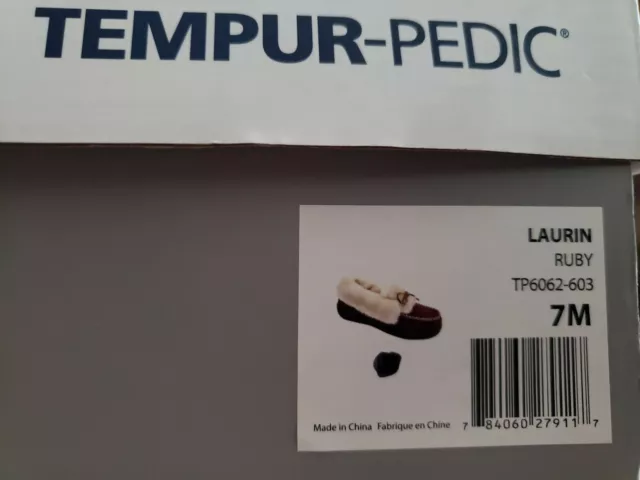 TEMPUR-PEDIC®
LAURIN
RUBY
TP6062-603
7M
Made in China Fabrique en Chine
7 84060 27911 7